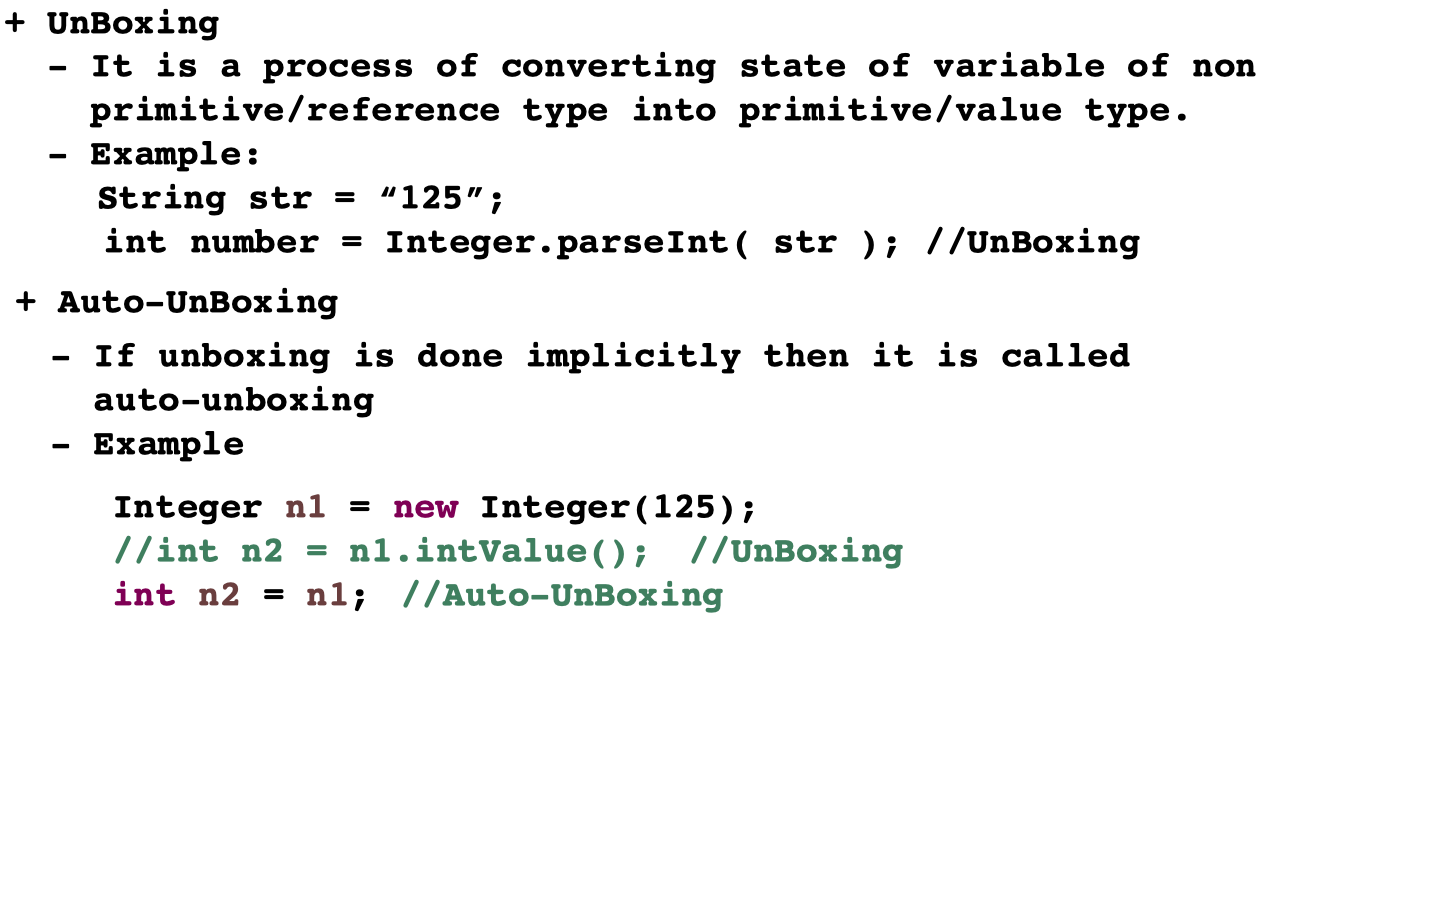 + UnBoxing
- It is a process of converting state of variable of non
primitive/reference type into primitive/value type.
- Example:
String str = “125”;
int number = Integer.parseInt( str ); //UnBoxing
+ Auto-UnBoxing
- If unboxing is done implicitly then it is called
auto-unboxing
- Example
Integer n1 = new Integer(125);
//int n2 = n1.intValue(); //UnBoxing
int n2 = n1; //Auto-UnBoxing